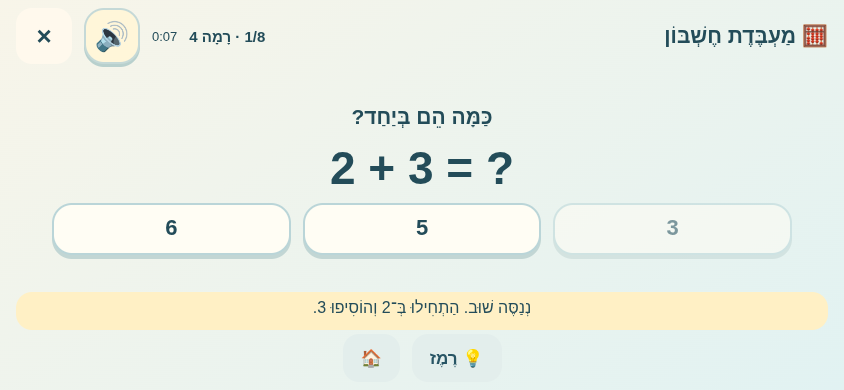 מַעְבֶּדֶת חֶשְׁבּוֹן
1/8 · רָמָה 4
0:07
✕
כַּמָּה הֵם בְּיַחַד?
2 + 3 = ?
3
5
6
נְנַסֶּה שׁוּב. הַתְחִילוּ בְּ־2 וְהוֹסִיפוּ 3.
רֶמֶז